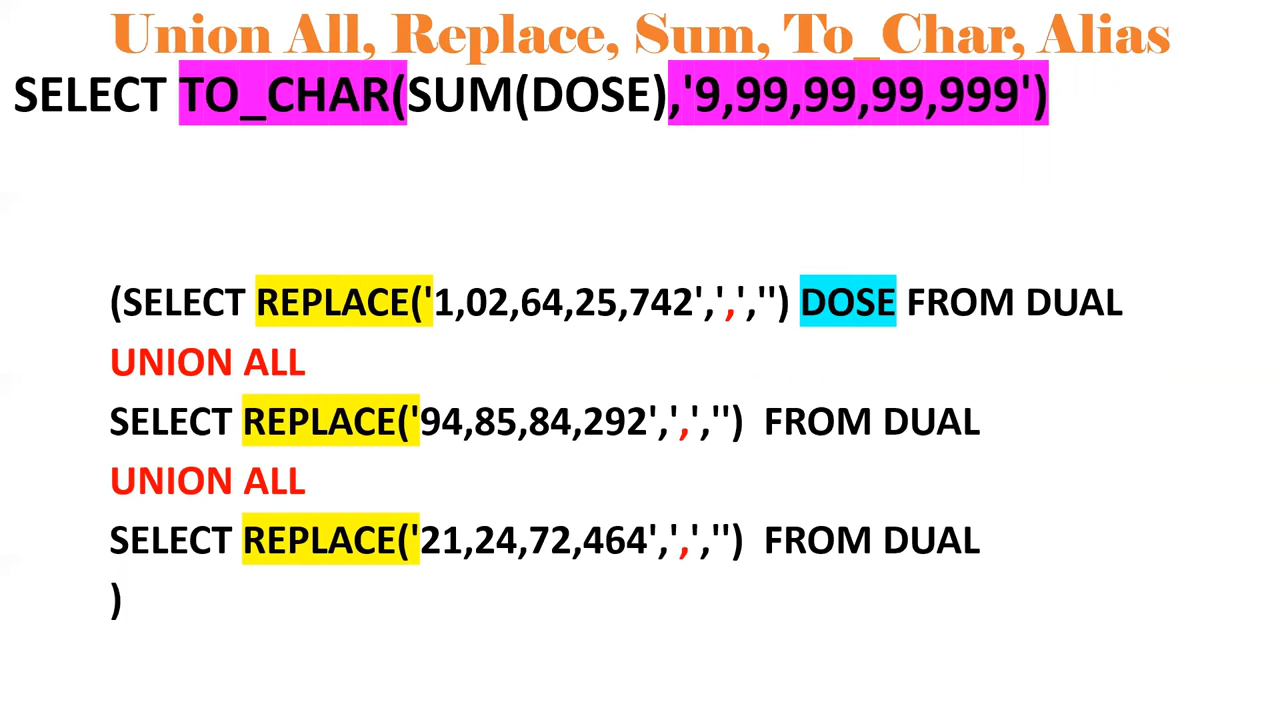 Union All, Replace, Sum, To_Char, Alias
SELECT TO_CHAR(SUM(DOSE),'9,99,99,99,999')
(SELECT REPLACE('1,02,64,25,742',',','') DOSE FROM DUAL
UNION ALL
SELECT REPLACE('94,85,84,292',',','') FROM DUAL
UNION ALL
SELECT REPLACE('21,24,72,464',',','') FROM DUAL
)